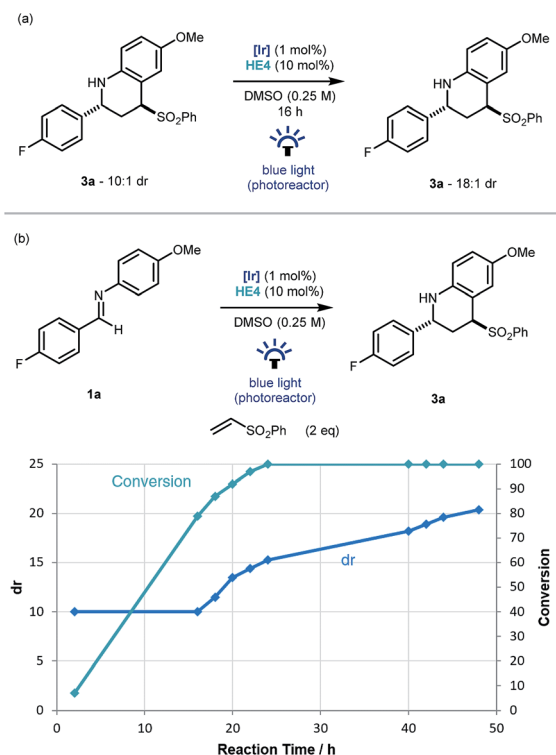 (a)
OMe
HN
SO2Ph
F
3a - 10:1 dr
[Ir] (1 mol%)
HE4 (10 mol%)
DMSO (0.25 M)
16 h
blue light
(photoreactor)
OMe
HN
SO2Ph
F
3a - 18:1 dr
(b)
OMe
N
H
F
1a
[Ir] (1 mol%)
HE4 (10 mol%)
DMSO (0.25 M)
blue light
(photoreactor)
SO2Ph (2 eq)
OMe
HN
SO2Ph
F
3a
25
20
15
10
5
0
dr
Conversion
dr
100
90
80
70
60
50
40
30
20
10
0
Conversion
0 10 20 30 40 50
Reaction Time / h